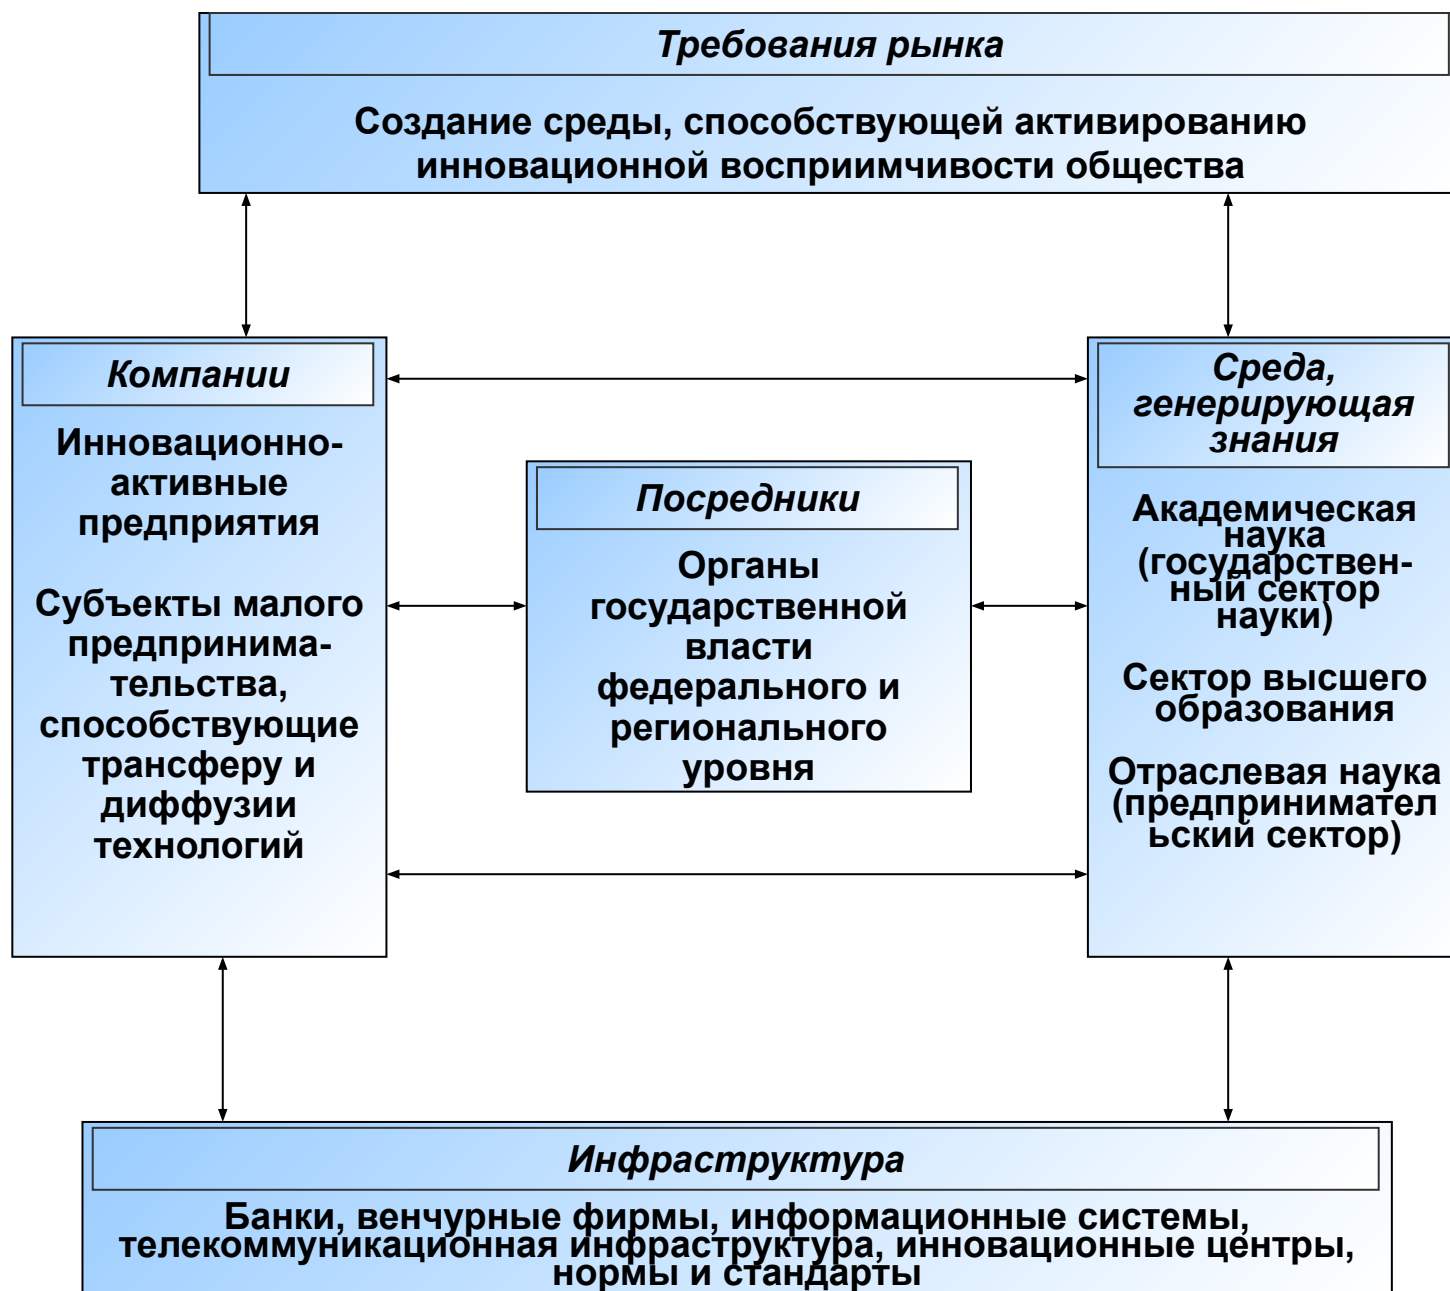 Требования рынка
Создание среды, способствующей активированию
инновационной восприимчивости общества
Компании
Инновационно-
активные
предприятия
Субъекты малого
предпринима-
тельства,
способствующие
трансферу и
диффузии
технологий
Посредники
Органы
государственной
власти
федерального и
регионального
уровня
Среда,
генерирующая
знания
Академическая
наука
(государствен-
ный сектор
науки)
Сектор высшего
образования
Отраслевая наука
(предпринимател
ьский сектор)
Инфраструктура
Банки, венчурные фирмы, информационные системы,
телекоммуникационная инфраструктура, инновационные центры,
нормы и стандарты